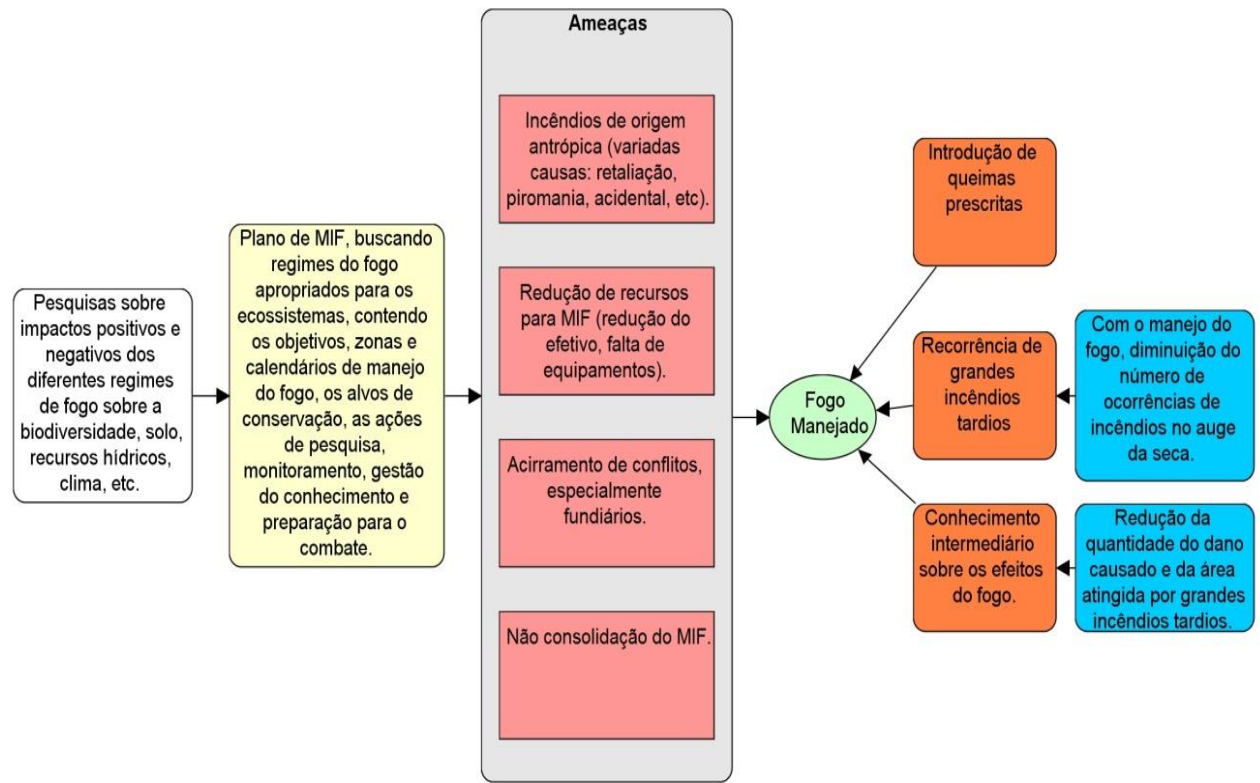 Pesquisas sobre
impactos positivos e
negativos dos
diferentes regimes
de fogo sobre a
biodiversidade, solo,
recursos hídricos,
clima, etc.
Plano de MIF, buscando
regimes do fogo
apropriados para os
ecossistemas, contendo
os objetivos, zonas e
calendários de manejo
do fogo, os alvos de
conservação, as ações
de pesquisa,
monitoramento, gestão
do conhecimento e
preparação para o
combate.
Ameaças
Incêndios de origem
antrópica (variadas
causas: retaliação,
piromania, acidental, etc).
Redução de recursos
para MIF (redução do
efetivo, falta de
equipamentos).
Acirramento de conflitos,
especialmente
fundiários.
Não consolidação do MIF.
Fogo
Manejado
Introdução de
queimas
prescritas
Recorrência de
grandes
incêndios
tardios
Conhecimento
intermediário
sobre os efeitos
do fogo.
Com o manejo do
fogo, diminuição do
número de
ocorrências de
incêndios no auge
da seca.
Redução da
quantidade do dano
causado e da área
atingida por grandes
incêndios tardios.